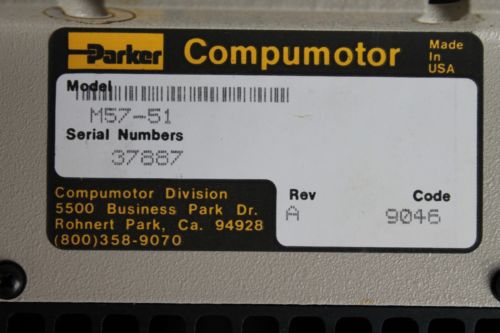 Parker Compumotor Made In USA
Model
M57-51
Serial Numbers
37887
Compumotor Division
5500 Business Park Dr.
Rohnert Park, Ca. 94928
(800)358-9070
Rev Code
A 9046